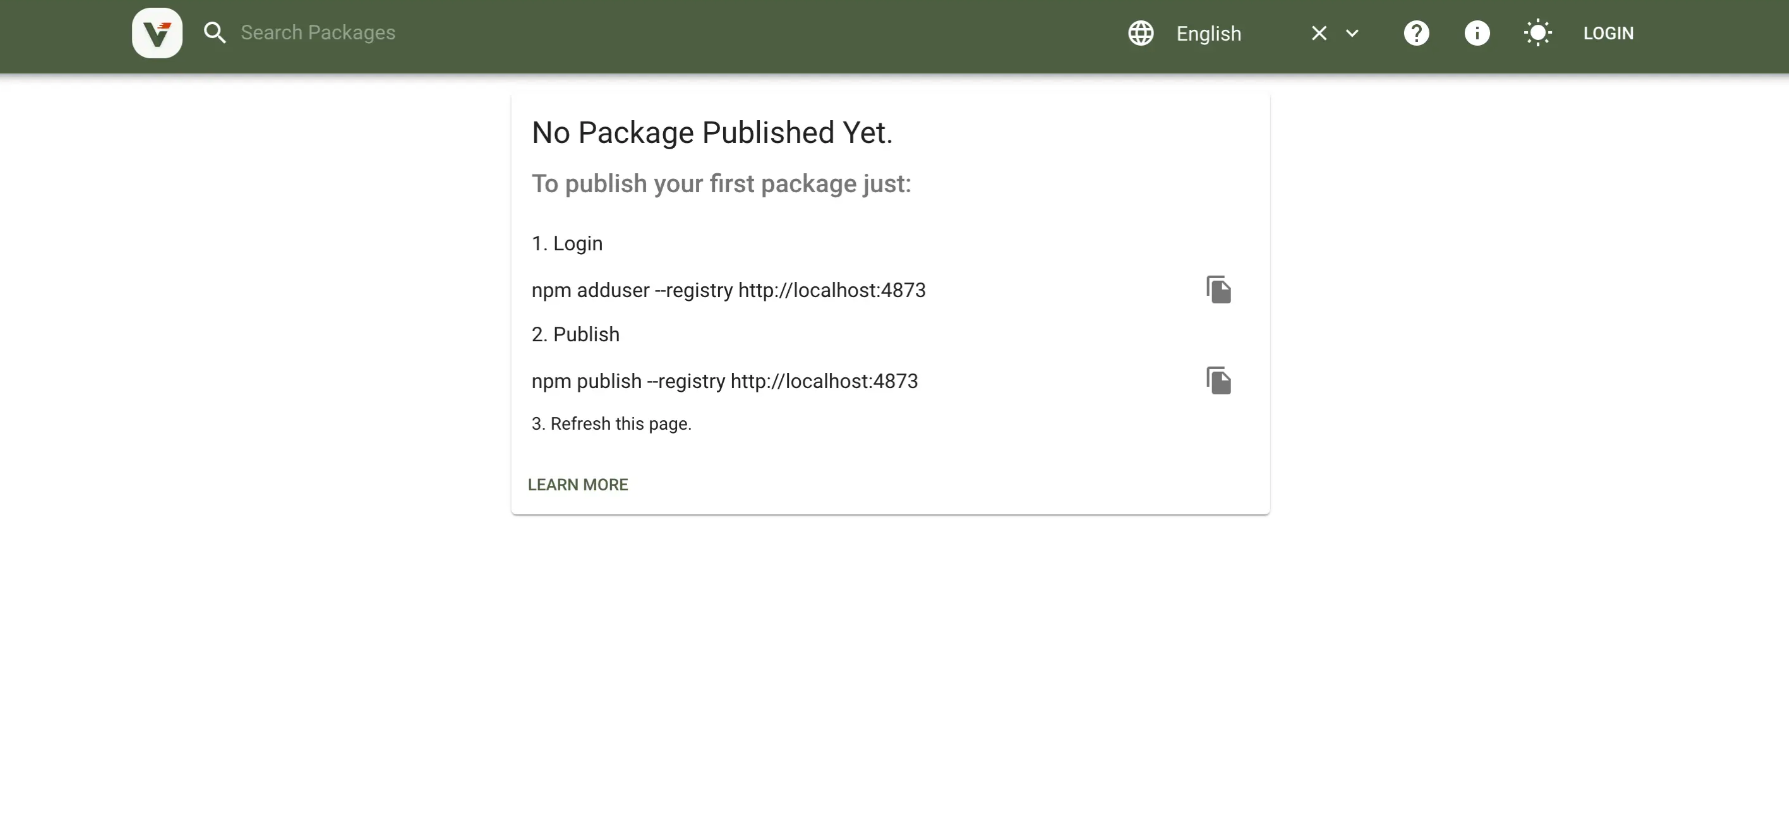 Search Packages
English
LOGIN
No Package Published Yet.
To publish your first package just:
1. Login
npm adduser --registry http://localhost:4873
2. Publish
npm publish --registry http://localhost:4873
3. Refresh this page.
LEARN MORE